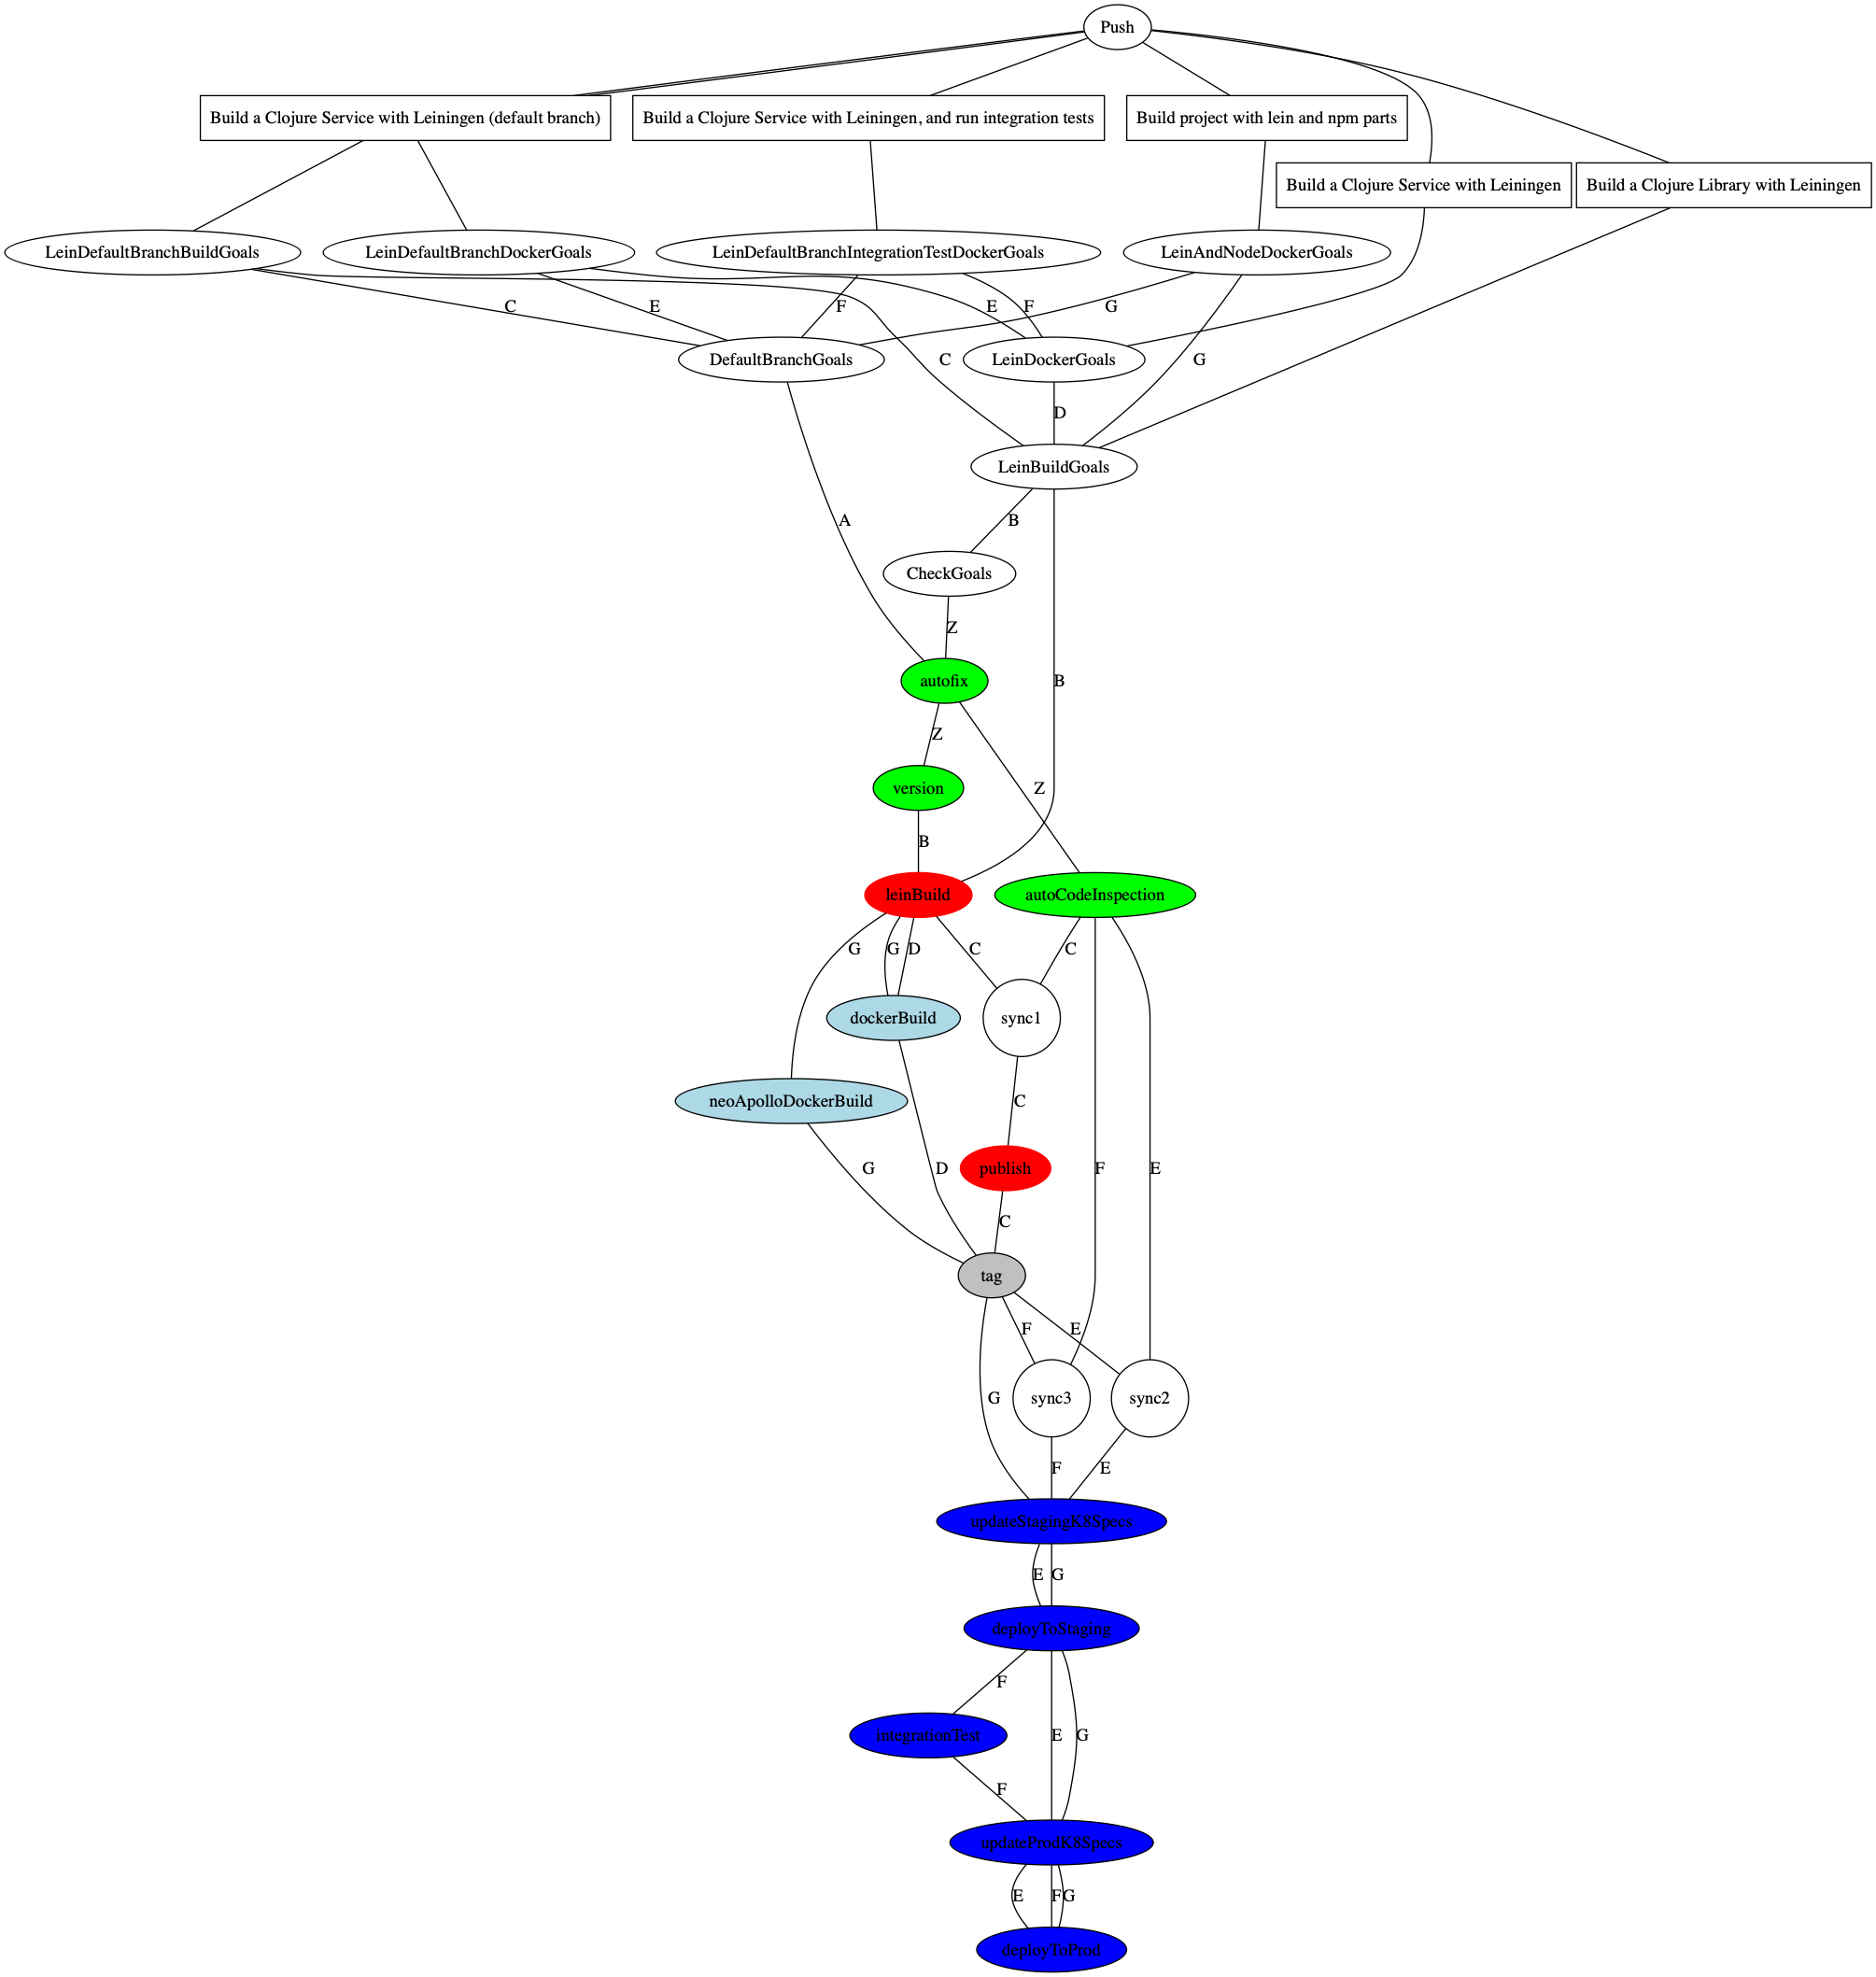 Push
Build a Clojure Service with Leiningen (default branch)
Build a Clojure Service with Leiningen, and run integration tests
Build project with lein and npm parts
Build a Clojure Service with Leiningen
Build a Clojure Library with Leiningen
LeinDefaultBranchBuildGoals
LeinDefaultBranchDockerGoals
LeinDefaultBranchIntegrationTestDockerGoals
LeinAndNodeDockerGoals
C
E
F
E
F
G
DefaultBranchGoals
C
LeinDockerGoals
G
D
LeinBuildGoals
A
B
CheckGoals
Z
autofix
B
Z
version
Z
B
leinBuild
autoCodeInspection
G
G
D
C
C
dockerBuild
sync1
neoApolloDockerBuild
C
G
D
publish
F
E
C
tag
F
E
G
sync3
sync2
F
E
updateStagingK8Specs
E
G
deployToStaging
F
integrationTest
E
G
F
updateProdK8Specs
E
F
G
deployToProd